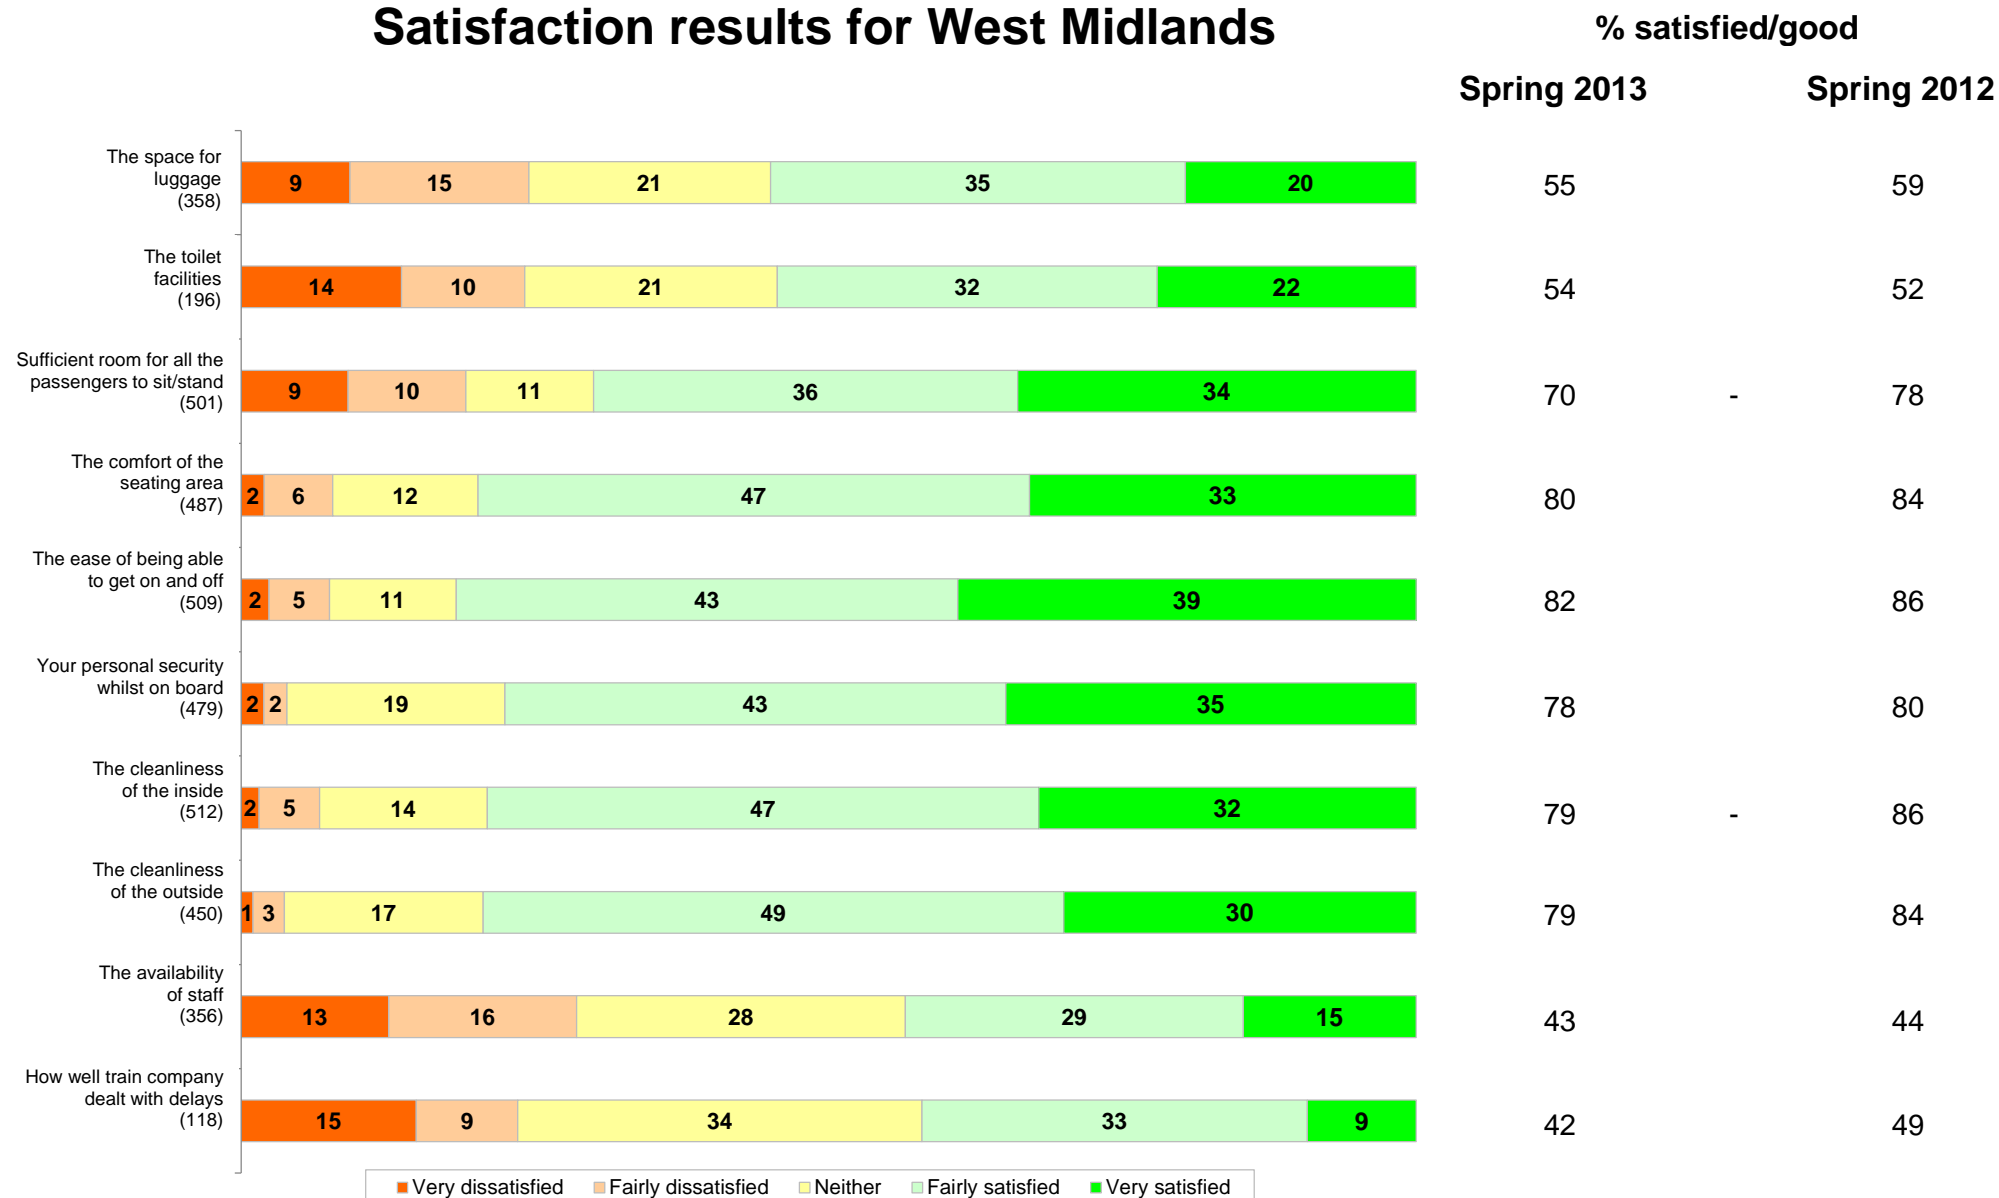 Satisfaction results for West Midlands
% satisfied/good
Spring 2013 Spring 2012
The space for
luggage
(358)
9 15 21 35 20 55 59
The toilet
facilities
(196)
14 10 21 32 22 54 52
Sufficient room for all the
passengers to sit/stand
(501)
9 10 11 36 34 70 - 78
The comfort of the
seating area
(487)
2 6 12 47 33 80 84
The ease of being able
to get on and off
(509)
2 5 11 43 39 82 86
Your personal security
whilst on board
(479)
2 2 19 43 35 78 80
The cleanliness
of the inside
(512)
2 5 14 47 32 79 - 86
The cleanliness
of the outside
(450)
1 3 17 49 30 79 84
The availability
of staff
(356)
13 16 28 29 15 43 44
How well train company
dealt with delays
(118)
15 9 34 33 9 42 49
Very dissatisfied Fairly dissatisfied Neither Fairly satisfied Very satisfied